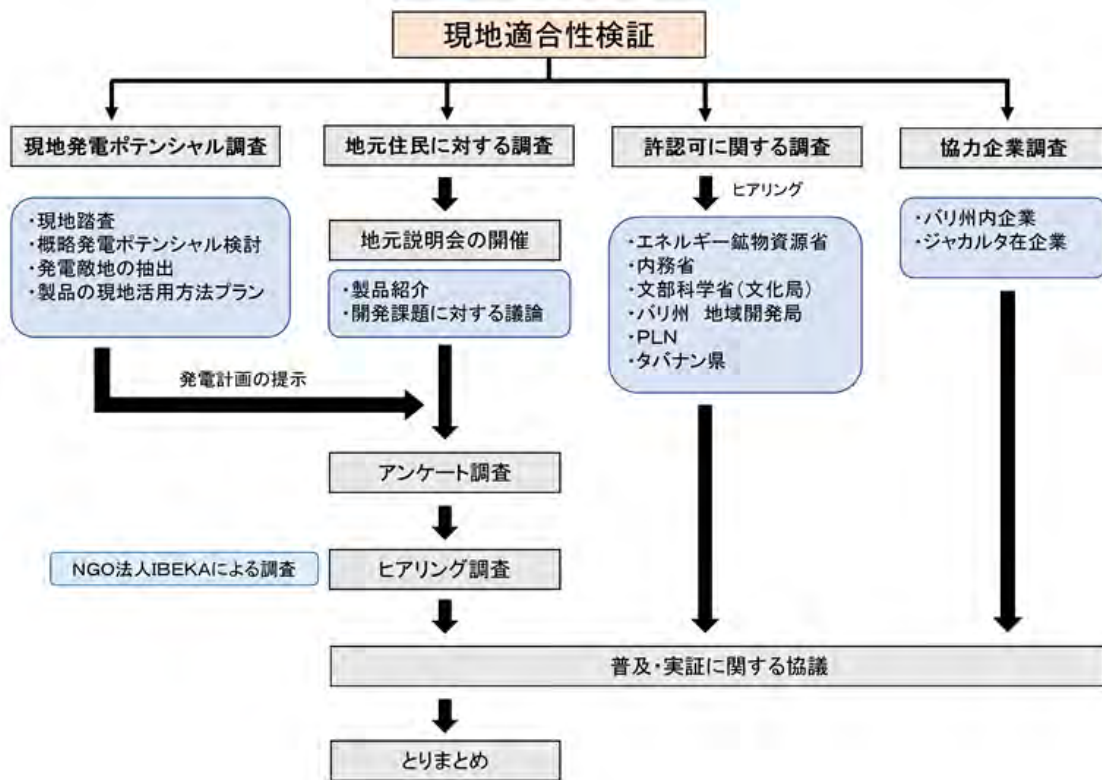 現地適合性検証
現地発電ポテンシャル調査
・現地踏査
・概略発電ポテンシャル検討
・発電敵地の抽出
・製品の現地活用方法プラン
発電計画の提示
地元住民に対する調査
地元説明会の開催
・製品紹介
・開発課題に対する議論
アンケート調査
NGO法人IBEKAによる調査
ヒアリング調査
許認可に関する調査
ヒアリング
・エネルギー鉱物資源省
・内務省
・文部科学省(文化局)
・バリ州 地域開発局
・PLN
・タバナン県
協力企業調査
・バリ州内企業
・ジャカルタ在企業
普及・実証に関する協議
とりまとめ